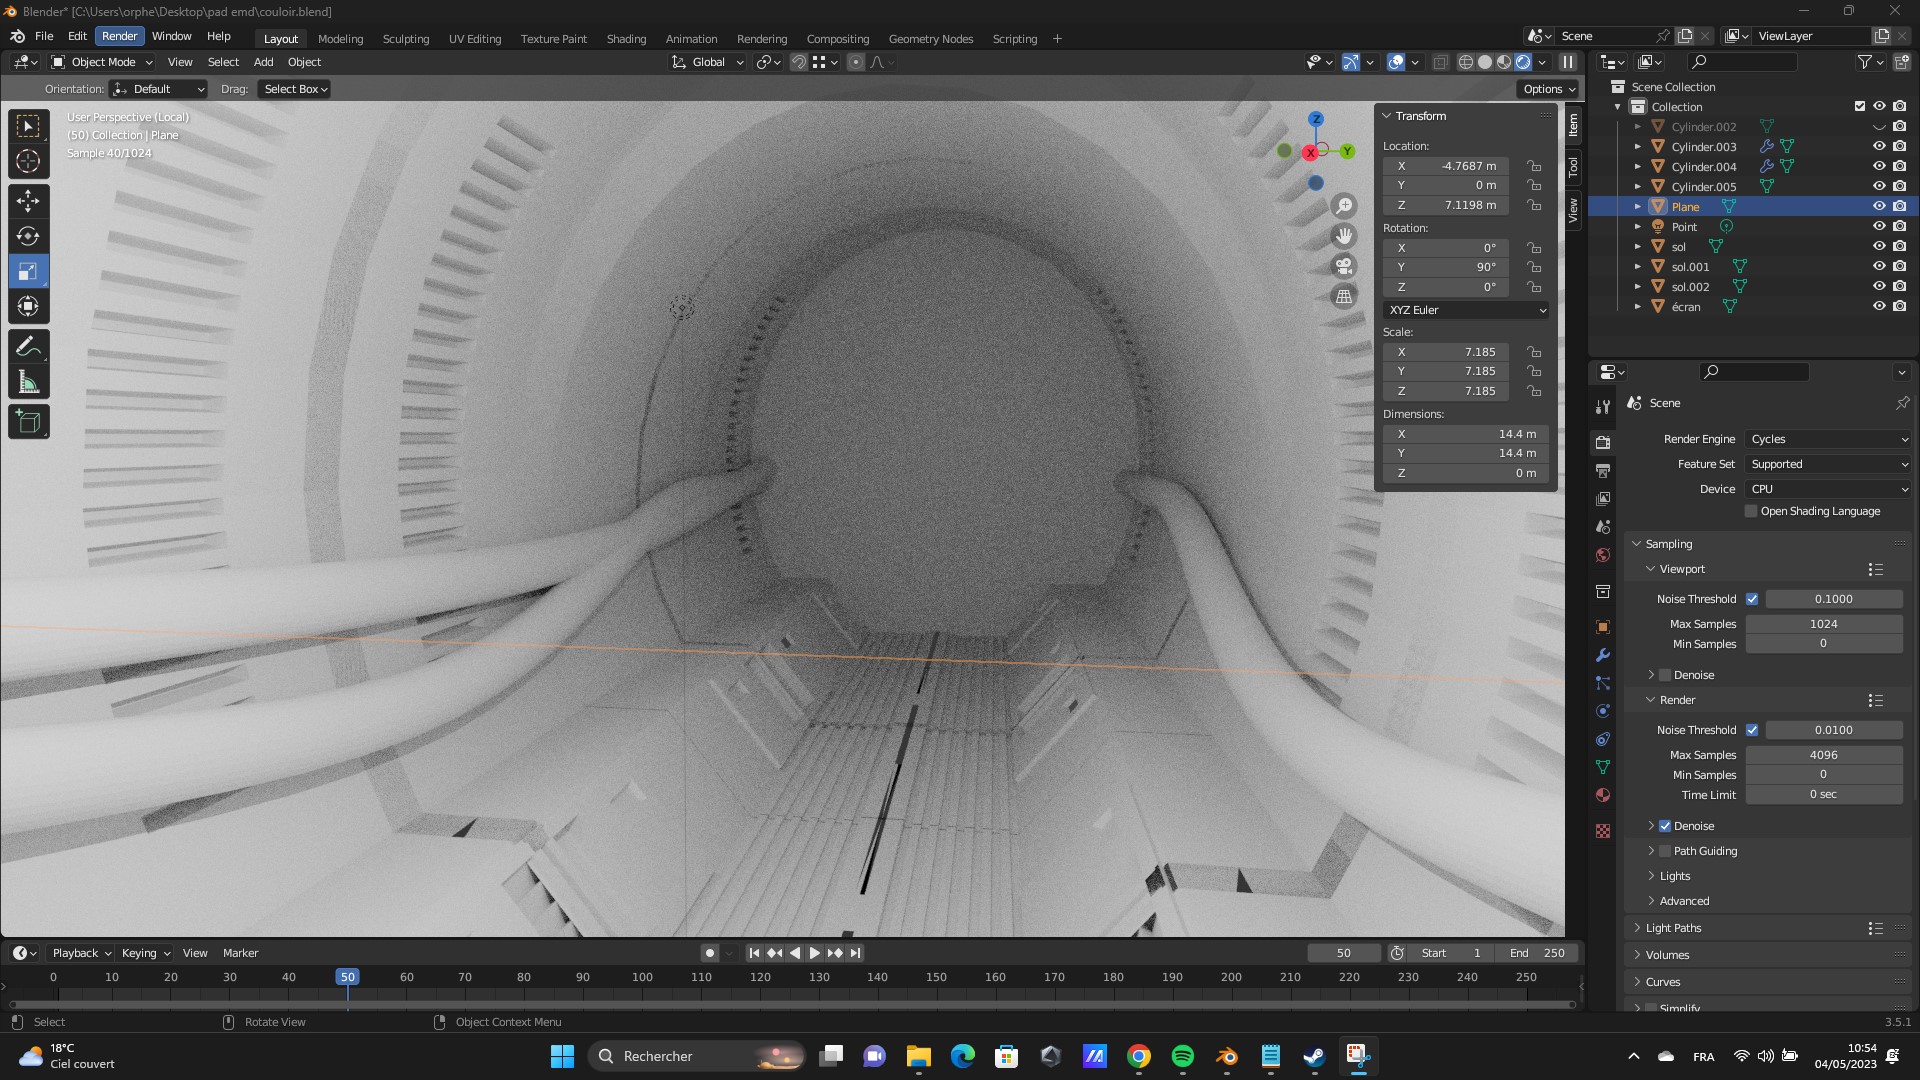 Blender* [C:\Users\orphe\Desktop\pad emd\couloir.blend]
File Edit Render Window Help
Layout Modeling Sculpting UV Editing Texture Paint Shading Animation Rendering Compositing Geometry Nodes Scripting +
Scene
ViewLayer
Object Mode View Select Add Object
Global
Orientation: Default Drag: Select Box
Options
User Perspective (Local)
(50) Collection | Plane
Sample 40/1024
Z
X
Y
Transform
Location:
X -4.7687 m
Y 0 m
Z 7.1198 m
Rotation:
X 0°
Y 90°
Z 0°
XYZ Euler
Scale:
X 7.185
Y 7.185
Z 7.185
Dimensions:
X 14.4 m
Y 14.4 m
Z 0 m
Item
Tool
View
Scene Collection
Collection
Cylinder.002
Cylinder.003
Cylinder.004
Cylinder.005
Plane
Point
sol
sol.001
sol.002
écran
Scene
Render Engine Cycles
Feature Set Supported
Device CPU
Open Shading Language
Sampling
Viewport
Noise Threshold 0.1000
Max Samples 1024
Min Samples 0
Denoise
Render
Noise Threshold 0.0100
Max Samples 4096
Min Samples 0
Time Limit 0 sec
Denoise
Path Guiding
Lights
Advanced
Light Paths
Volumes
Curves
Simplify
Playback Keying View Marker
50 Start 1 End 250
0 10 20 30 40 50 60 70 80 90 100 110 120 130 140 150 160 170 180 190 200 210 220 230 240 250
Select Rotate View Object Context Menu
3.5.1
18°C
Ciel couvert
Rechercher
FRA
10:54
04/05/2023